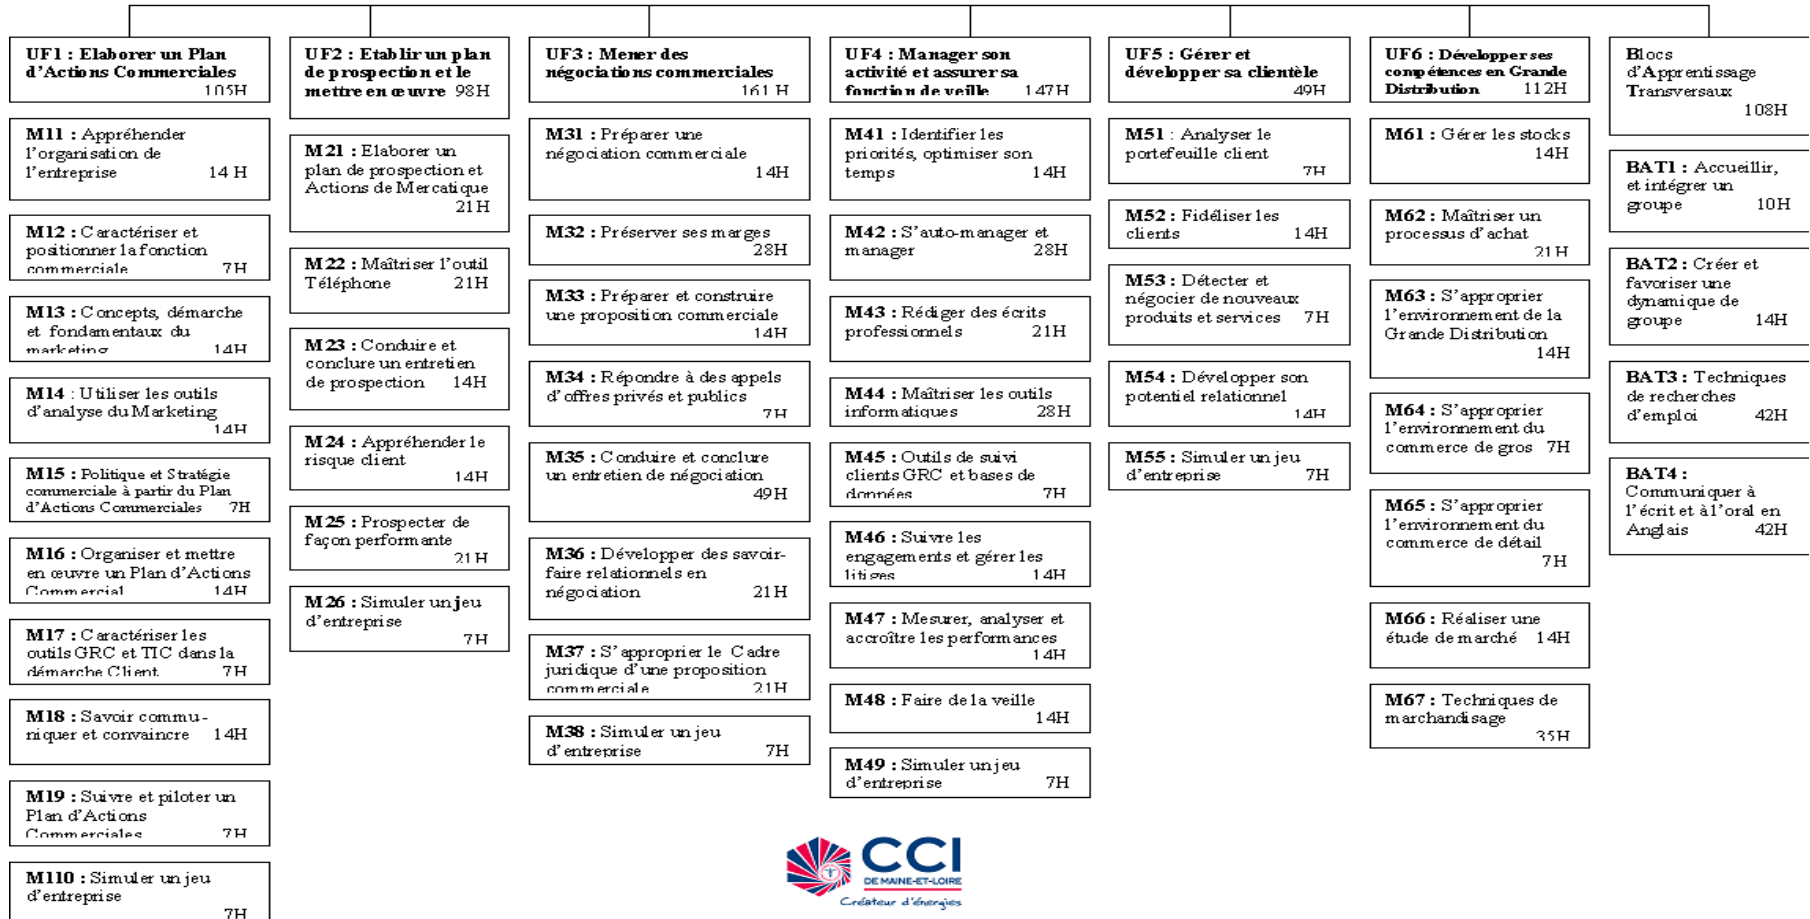 UF1 : Elaborer un Plan
d'Actions Commerciales
105H
M11 : Appréhender
l'organisation de
l'entreprise 14 H
M12 : Caractériser et
positionner la fonction
commerciale 7H
M13 : Concepts, démarche
et fondamentaux du
marketing 14H
M14 : Utiliser les outils
d'analyse du Marketing
14H
M15 : Politique et Stratégie
commerciale à partir du Plan
d'Actions Commerciales 7H
M16 : Organiser et mettre
en œuvre un Plan d'Actions
Commercial 14H
M17 : Caractériser les
outils GRC et TIC dans la
démarche Client 7H
M18 : Savoir commu-
niquer et convaincre 14H
M19 : Suivre et piloter un
Plan d'Actions
Commerciales 7H
M110 : Simuler un jeu
d'entreprise
7H
UF2 : Etablir un plan
de prospection et le
mettre en œuvre 98H
M21 : Elaborer un
plan de prospection et
Actions de Mercatique
21H
M22 : Maîtriser l'outil
Téléphone 21H
M23 : Conduire et
conclure un entretien
de prospection 14H
M24 : Appréhender le
risque client
14H
M25 : Prospecter de
façon performante
21H
M26 : Simuler un jeu
d'entreprise
7H
UF3 : Mener des
négociations commerciales
161 H
M31 : Préparer une
négociation commerciale
14H
M32 : Préserver ses marges
28H
M33 : Préparer et construire
une proposition commerciale
14H
M34 : Répondre à des appels
d'offres privés et publics
7H
M35 : Conduire et conclure
un entretien de négociation
49H
M36 : Développer des savoir-
faire relationnels en
négociation 21H
M37 : S'approprier le Cadre
juridique d'une proposition
commerciale 21H
M38 : Simuler un jeu
d'entreprise 7H
UF4 : Manager son
activité et assurer sa
fonction de veille 147H
M41 : Identifier les
priorités, optimiser son
temps 14H
M42 : S'auto-manager et
manager 28H
M43 : Rédiger des écrits
professionnels 21H
M44 : Maîtriser les outils
informatiques 28H
M45 : Outils de suivi
clients GRC et bases de
données 7H
M46 : Suivre les
engagements et gérer les
litiges 14H
M47 : Mesurer, analyser et
accroître les performances
14H
M48 : Faire de la veille
14H
M49 : Simuler un jeu
d'entreprise 7H
UF5 : Gérer et
développer sa clientèle
49H
M51 : Analyser le
portefeuille client
7H
M52 : Fidéliser les
clients 14H
M53 : Détecter et
négocier de nouveaux
produits et services 7H
M54 : Développer son
potentiel relationnel
14H
M55 : Simuler un jeu
d'entreprise 7H
UF6 : Développer ses
compétences en Grande
Distribution 112H
M61 : Gérer les stocks
14H
M62 : Maîtriser un
processus d'achat
21H
M63 : S'approprier
l'environnement de la
Grande Distribution
14H
M64 : S'approprier
l'environnement du
commerce de gros 7H
M65 : S'approprier
l'environnement du
commerce de détail
7H
M66 : Réaliser une
étude de marché 14H
M67 : Techniques de
marchandisage
35H
Blocs
d'Apprentissage
Transversaux
108H
BAT1 : Accueillir,
et intégrer un
groupe 10H
BAT2 : Créer et
favoriser une
dynamique de
groupe 14H
BAT3 : Techniques
de recherches
d'emploi 42H
BAT4 :
Communiquer à
l'écrit et à l'oral en
Anglais 42H
CCI
DE MAINE-ET-LOIRE
Créateur d'énergies